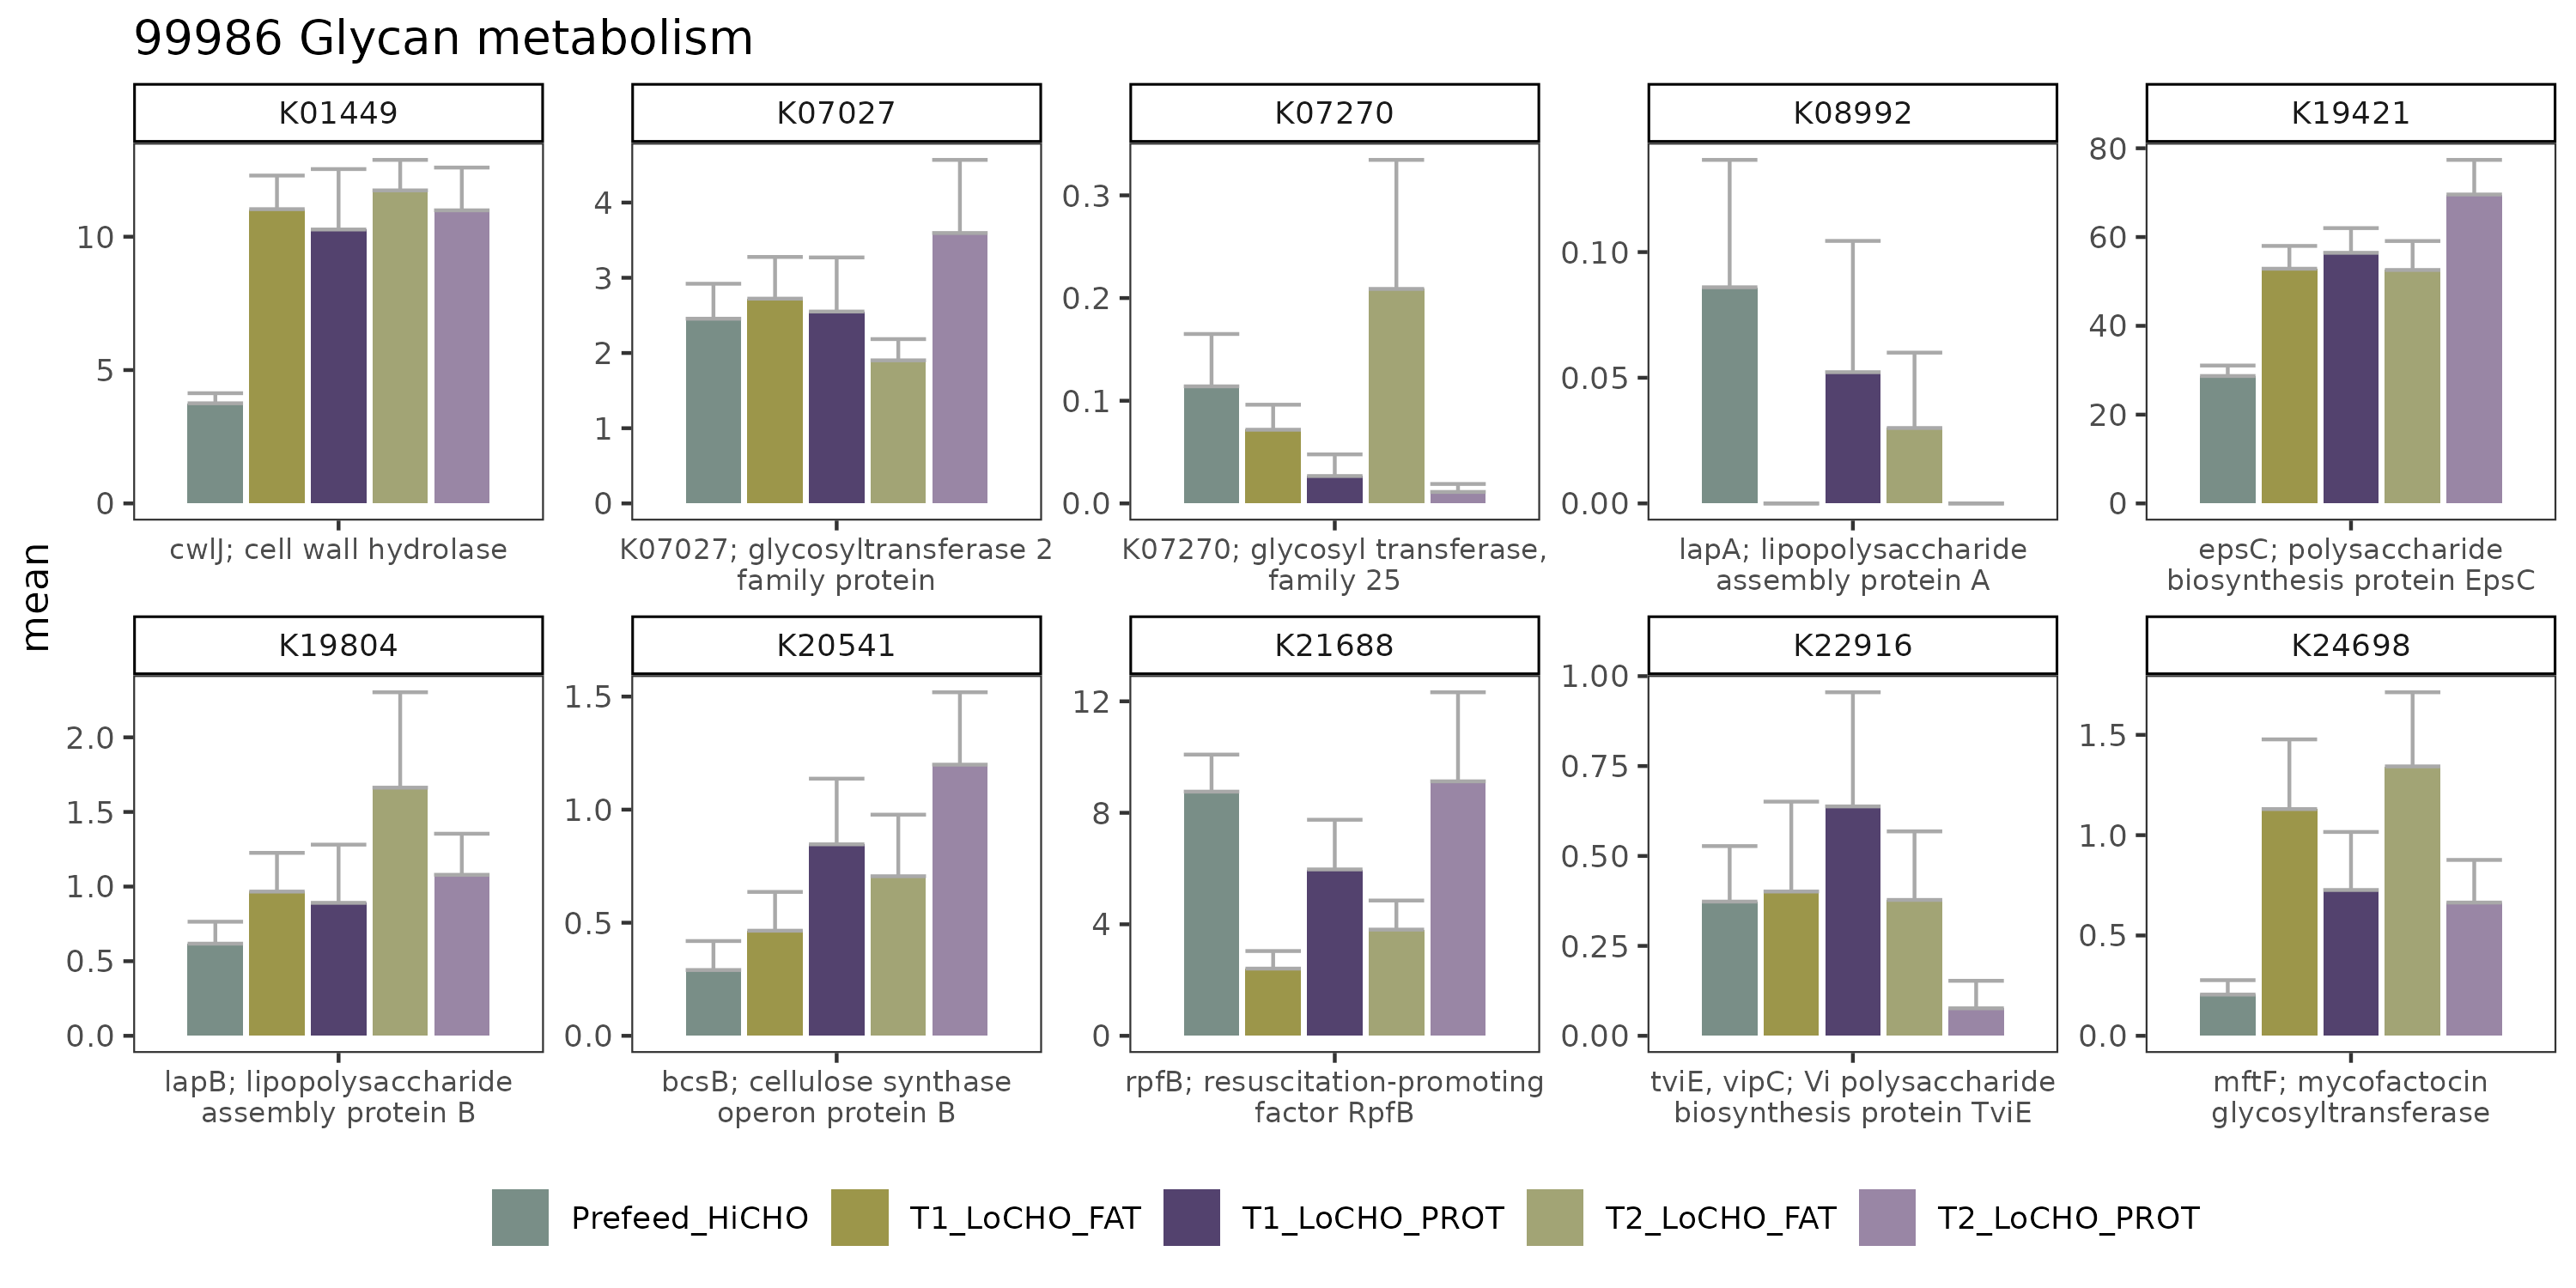 99986 Glycan metabolism
mean
K01449
10
5
0
cwlJ; cell wall hydrolase
K07027
4
3
2
1
0
K07027; glycosyltransferase 2
family protein
K07270
0.3
0.2
0.1
0.0
K07270; glycosyl transferase,
family 25
K08992
0.10
0.05
0.00
lapA; lipopolysaccharide
assembly protein A
K19421
80
60
40
20
0
epsC; polysaccharide
biosynthesis protein EpsC
K19804
2.0
1.5
1.0
0.5
0.0
lapB; lipopolysaccharide
assembly protein B
K20541
1.5
1.0
0.5
0.0
bcsB; cellulose synthase
operon protein B
K21688
12
8
4
0
rpfB; resuscitation-promoting
factor RpfB
K22916
1.00
0.75
0.50
0.25
0.00
tviE, vipC; Vi polysaccharide
biosynthesis protein TviE
K24698
1.5
1.0
0.5
0.0
mftF; mycofactocin
glycosyltransferase
Prefeed_HiCHO
T1_LoCHO_FAT
T1_LoCHO_PROT
T2_LoCHO_FAT
T2_LoCHO_PROT